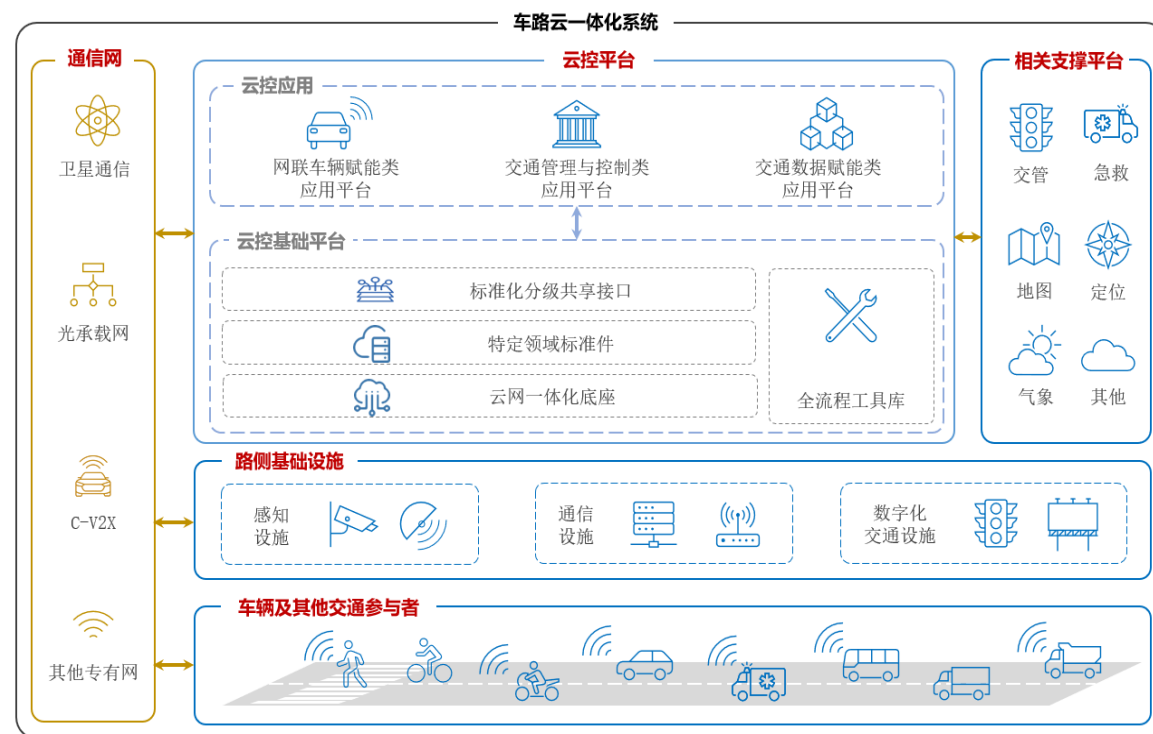 车路云一体化系统
通信网
卫星通信
光承载网
C-V2X
其他专有网
云控平台
云控应用
网联车辆赋能类
应用平台
交通管理与控制类
应用平台
交通数据赋能类
应用平台
云控基础平台
标准化分级共享接口
特定领域标准件
云网一体化底座
全流程工具库
相关支撑平台
交管
急救
地图
定位
气象
其他
路侧基础设施
感知
设施
通信
设施
数字化
交通设施
车辆及其他交通参与者